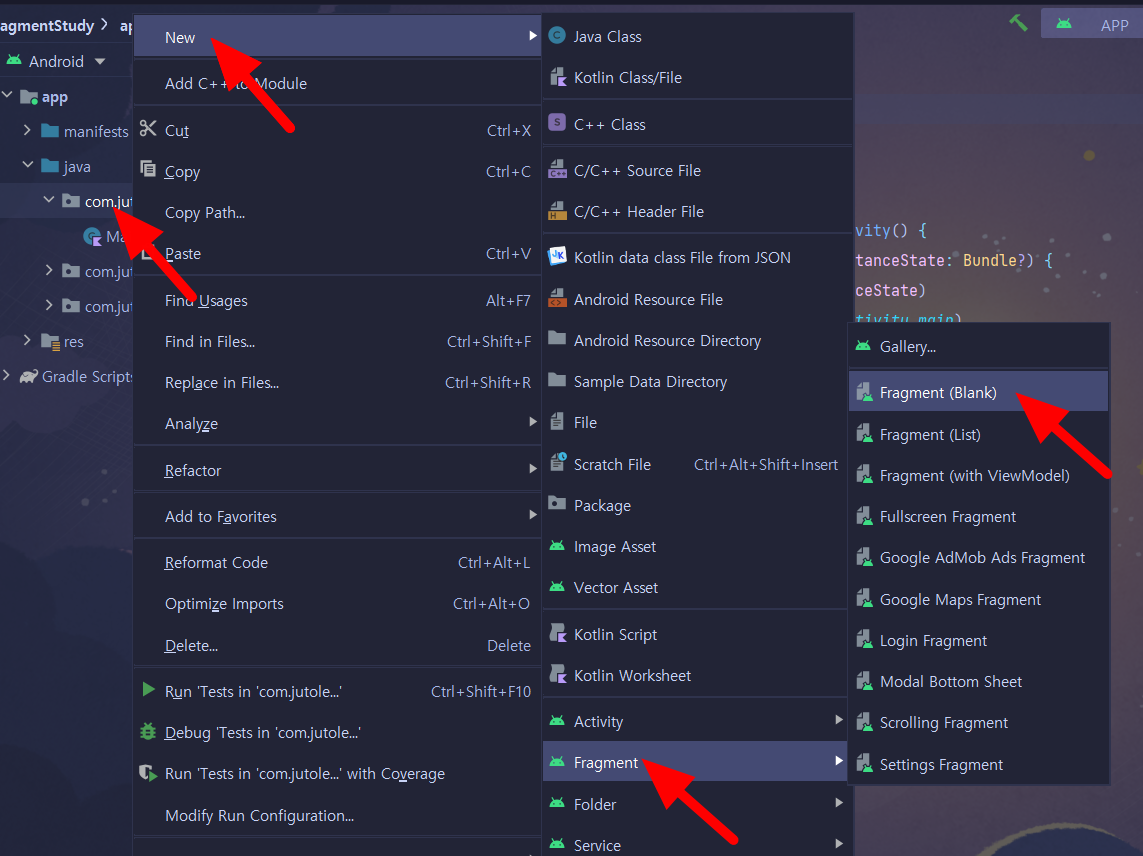 agmentStudy
Android
app
manifests
java
com.jut
Ma
com.jut
com.jut
res
Gradle Scripts
New
Add C++ to Module
Cut Ctrl+X
Copy Ctrl+C
Copy Path...
Paste Ctrl+V
Find Usages Alt+F7
Find in Files... Ctrl+Shift+F
Replace in Files... Ctrl+Shift+R
Analyze
Refactor
Add to Favorites
Reformat Code Ctrl+Alt+L
Optimize Imports Ctrl+Alt+O
Delete... Delete
Run 'Tests in 'com.jutole...' Ctrl+Shift+F10
Debug 'Tests in 'com.jutole...'
Run 'Tests in 'com.jutole...' with Coverage
Modify Run Configuration...
Java Class
Kotlin Class/File
C++ Class
C/C++ Source File
C/C++ Header File
Kotlin data class File from JSON
Android Resource File
Android Resource Directory
Sample Data Directory
File
Scratch File Ctrl+Alt+Shift+Insert
Package
Image Asset
Vector Asset
Kotlin Script
Kotlin Worksheet
Activity
Fragment
Folder
Service
APP
vity() {
tanceState: Bundle?) {
ceState)
tivity_main)
Gallery...
Fragment (Blank)
Fragment (List)
Fragment (with ViewModel)
Fullscreen Fragment
Google AdMob Ads Fragment
Google Maps Fragment
Login Fragment
Modal Bottom Sheet
Scrolling Fragment
Settings Fragment